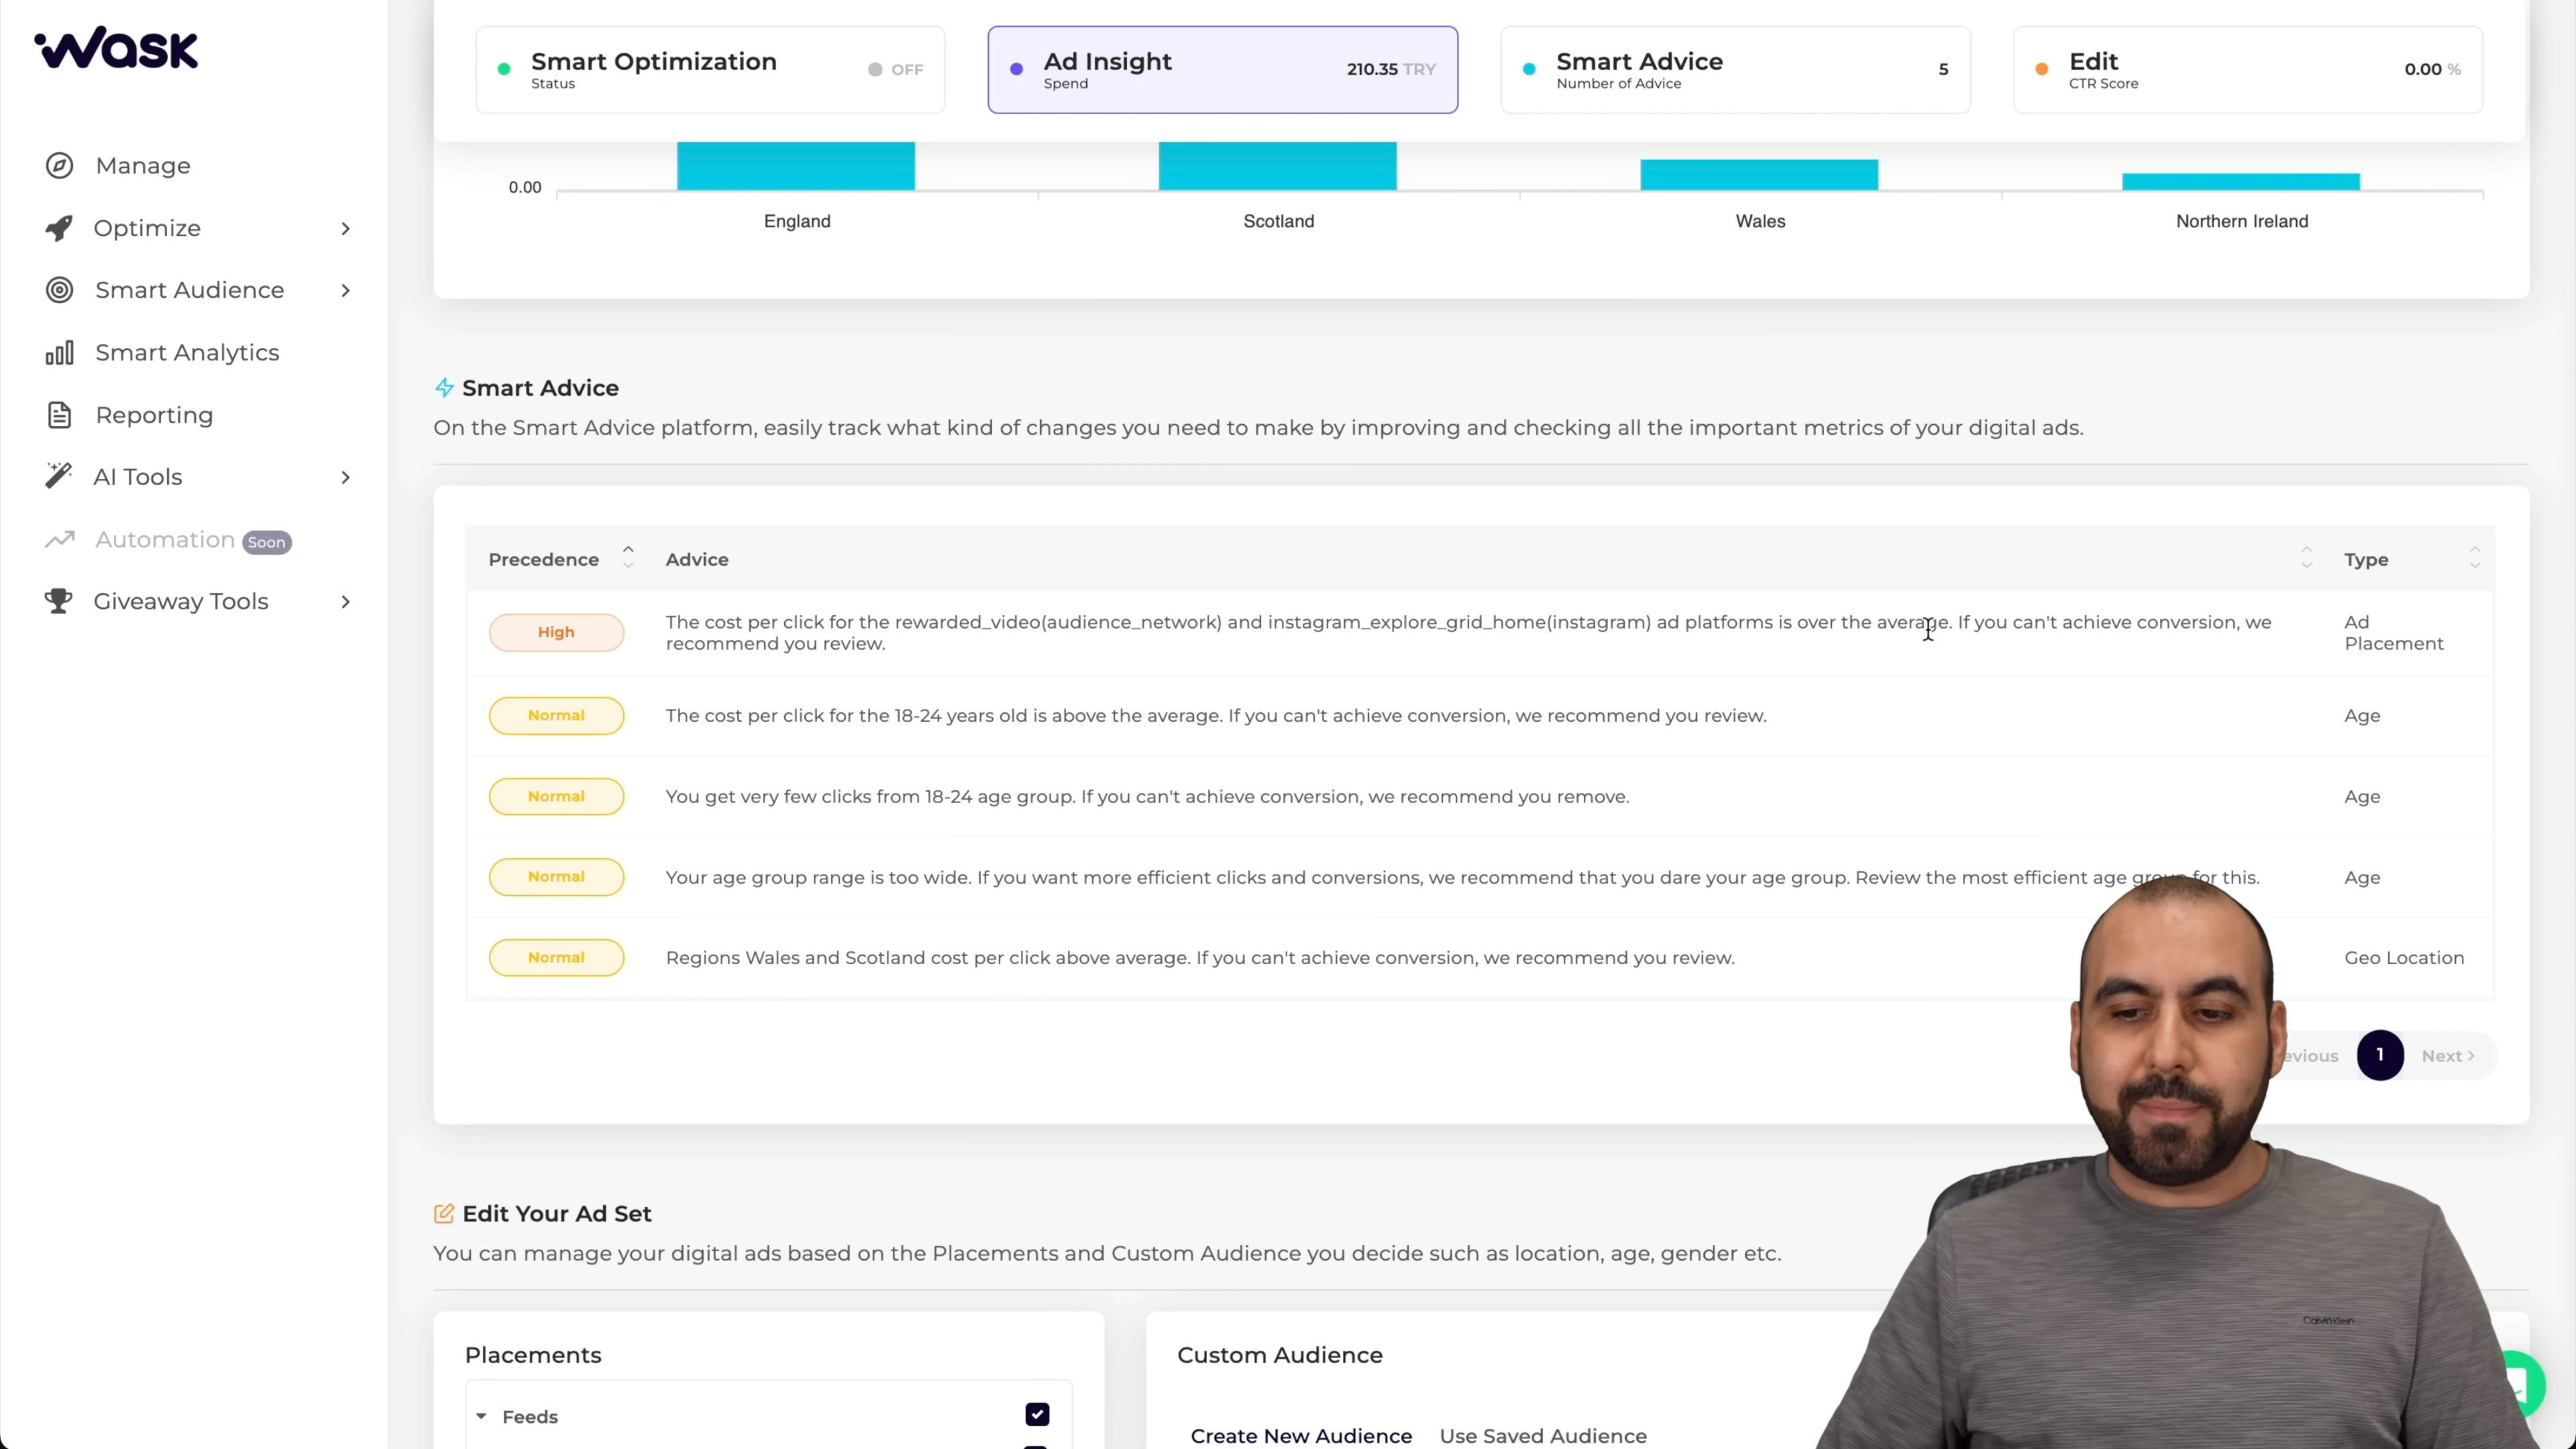 Wask
Manage
Optimize
Smart Audience
Smart Analytics
Reporting
AI Tools
Automation Soon
Giveaway Tools
Smart Optimization
Status
OFF
Ad Insight
Spend
210.35 TRY
Smart Advice
Number of Advice
5
Edit
CTR Score
0.00 %
0.00
England
Scotland
Wales
Northern Ireland
Smart Advice
On the Smart Advice platform, easily track what kind of changes you need to make by improving and checking all the important metrics of your digital ads.
Precedence Advice Type
High
The cost per click for the rewarded_video(audience_network) and instagram_explore_grid_home(instagram) ad platforms is over the average. If you can't achieve conversion, we
recommend you review.
Ad
Placement
Normal The cost per click for the 18-24 years old is above the average. If you can't achieve conversion, we recommend you review. Age
Normal You get very few clicks from 18-24 age group. If you can't achieve conversion, we recommend you remove. Age
Normal Your age group range is too wide. If you want more efficient clicks and conversions, we recommend that you dare your age group. Review the most efficient age group for this. Age
Normal Regions Wales and Scotland cost per click above average. If you can't achieve conversion, we recommend you review. Geo Location
evious 1 Next
Edit Your Ad Set
You can manage your digital ads based on the Placements and Custom Audience you decide such as location, age, gender etc.
Placements
Feeds
Custom Audience
Create New Audience Use Saved Audience
Calvin Klein